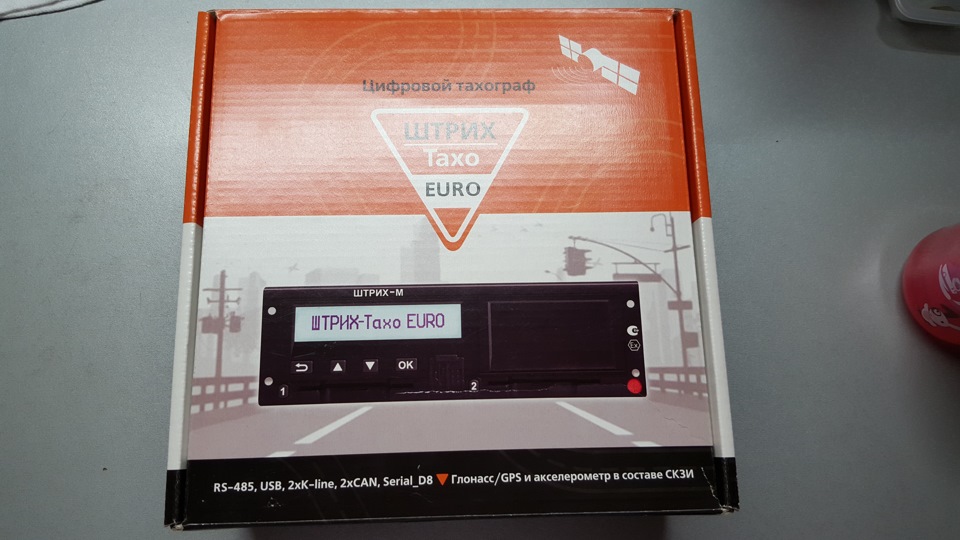 Цифровой тахограф
ШТРИХ
Тахо
EURO
ШТРИХ-М
ШТРИХ-Тахо EURO
OK
1
2
Ex
RS-485, USB, 2xK-line, 2xCAN, Serial_D8 ▼ Глонасс/GPS и акселерометр в составе СКЗИ